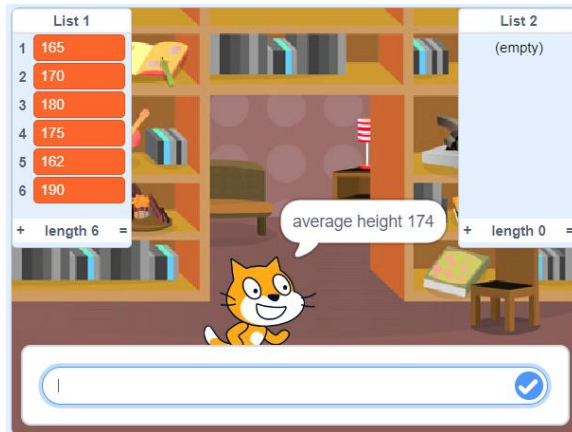 List 1
1 165
2 170
3 180
4 175
5 162
6 190
+ length 6 =
List 2
(empty)
+ length 0 =
average height 174